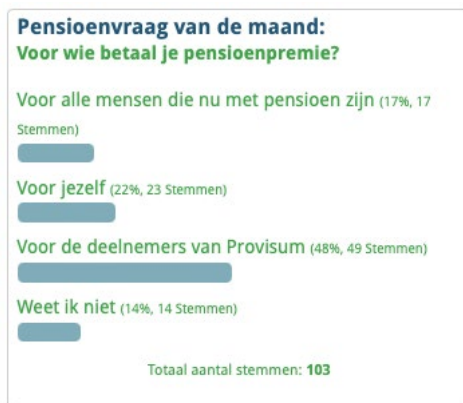 Pensioenvraag van de maand:
Voor wie betaal je pensioenpremie?
Voor alle mensen die nu met pensioen zijn (17%, 17
Stemmen)
Voor jezelf (22%, 23 Stemmen)
Voor de deelnemers van Provisum (48%, 49 Stemmen)
Weet ik niet (14%, 14 Stemmen)
Totaal aantal stemmen: 103